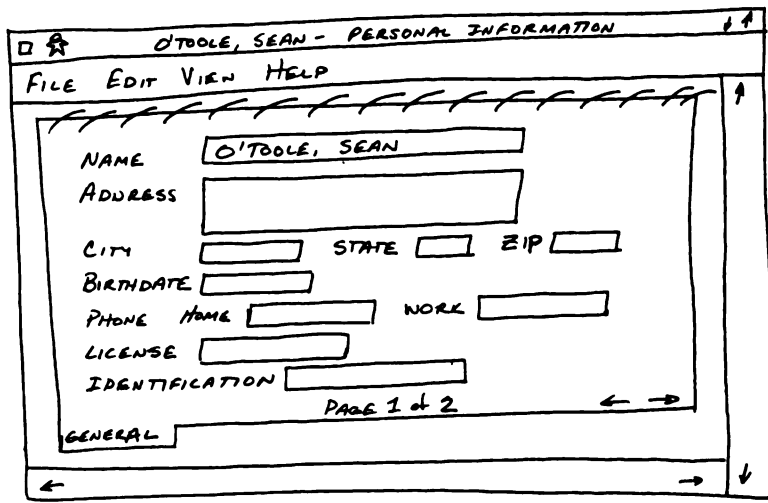 O'TOOLE, SEAN - PERSONAL INFORMATION
FILE EDIT VIEW HELP
NAME O'TOOLE, SEAN
ADDRESS
CITY STATE ZIP
BIRTHDATE
PHONE HOME WORK
LICENSE
IDENTIFICATION
PAGE 1 of 2
GENERAL